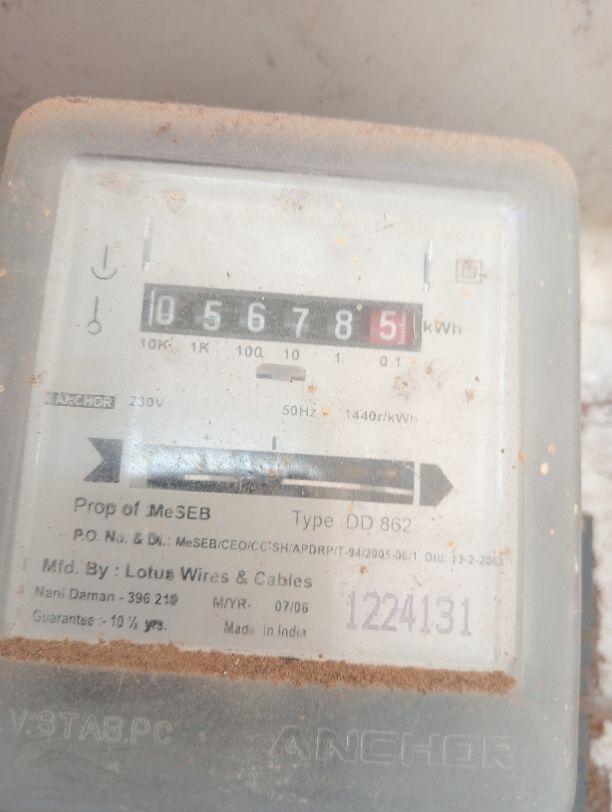 0 5 6 7 8 5 kWh
10K 1K 100 10 1 0.1
ANCHOR 230V 50Hz 1440r/kWh
Prop of :MeSEB Type :DD 862
P.O. No. & Dt.: MeSEB/CEO/CC-SH/APDRP/T-94/2005-06/1, Dtd. 13-2-
Mfd. By : Lotus Wires & Cables
Nani Daman - 396 210 M/YR- 07/06
Guarantee :- 10 ½ yrs. Made in India
1224131
ANCHOR